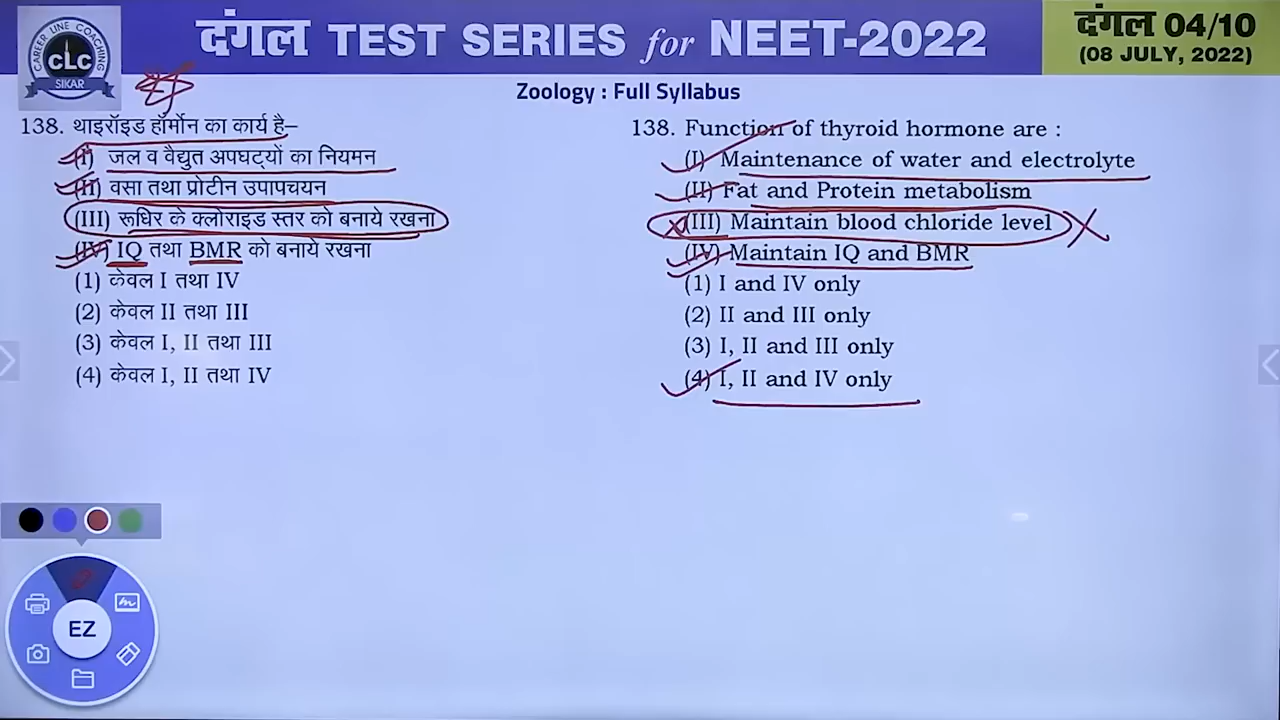 CAREER LINE COACHING
CLC
SIKAR
दंगल TEST SERIES for NEET-2022
दंगल 04/10
(08 JULY, 2022)
Zoology : Full Syllabus
138. थाइरॉइड हॉर्मोन का कार्य है–
(I) जल व वैद्युत अपघट्यों का नियमन
(II) वसा तथा प्रोटीन उपापचयन
(III) रूधिर के क्लोराइड स्तर को बनाये रखना
(IV) IQ तथा BMR को बनाये रखना
(1) केवल I तथा IV
(2) केवल II तथा III
(3) केवल I, II तथा III
(4) केवल I, II तथा IV
138. Function of thyroid hormone are :
(I) Maintenance of water and electrolyte
(II) Fat and Protein metabolism
(III) Maintain blood chloride level
(IV) Maintain IQ and BMR
(1) I and IV only
(2) II and III only
(3) I, II and III only
(4) I, II and IV only
EZ